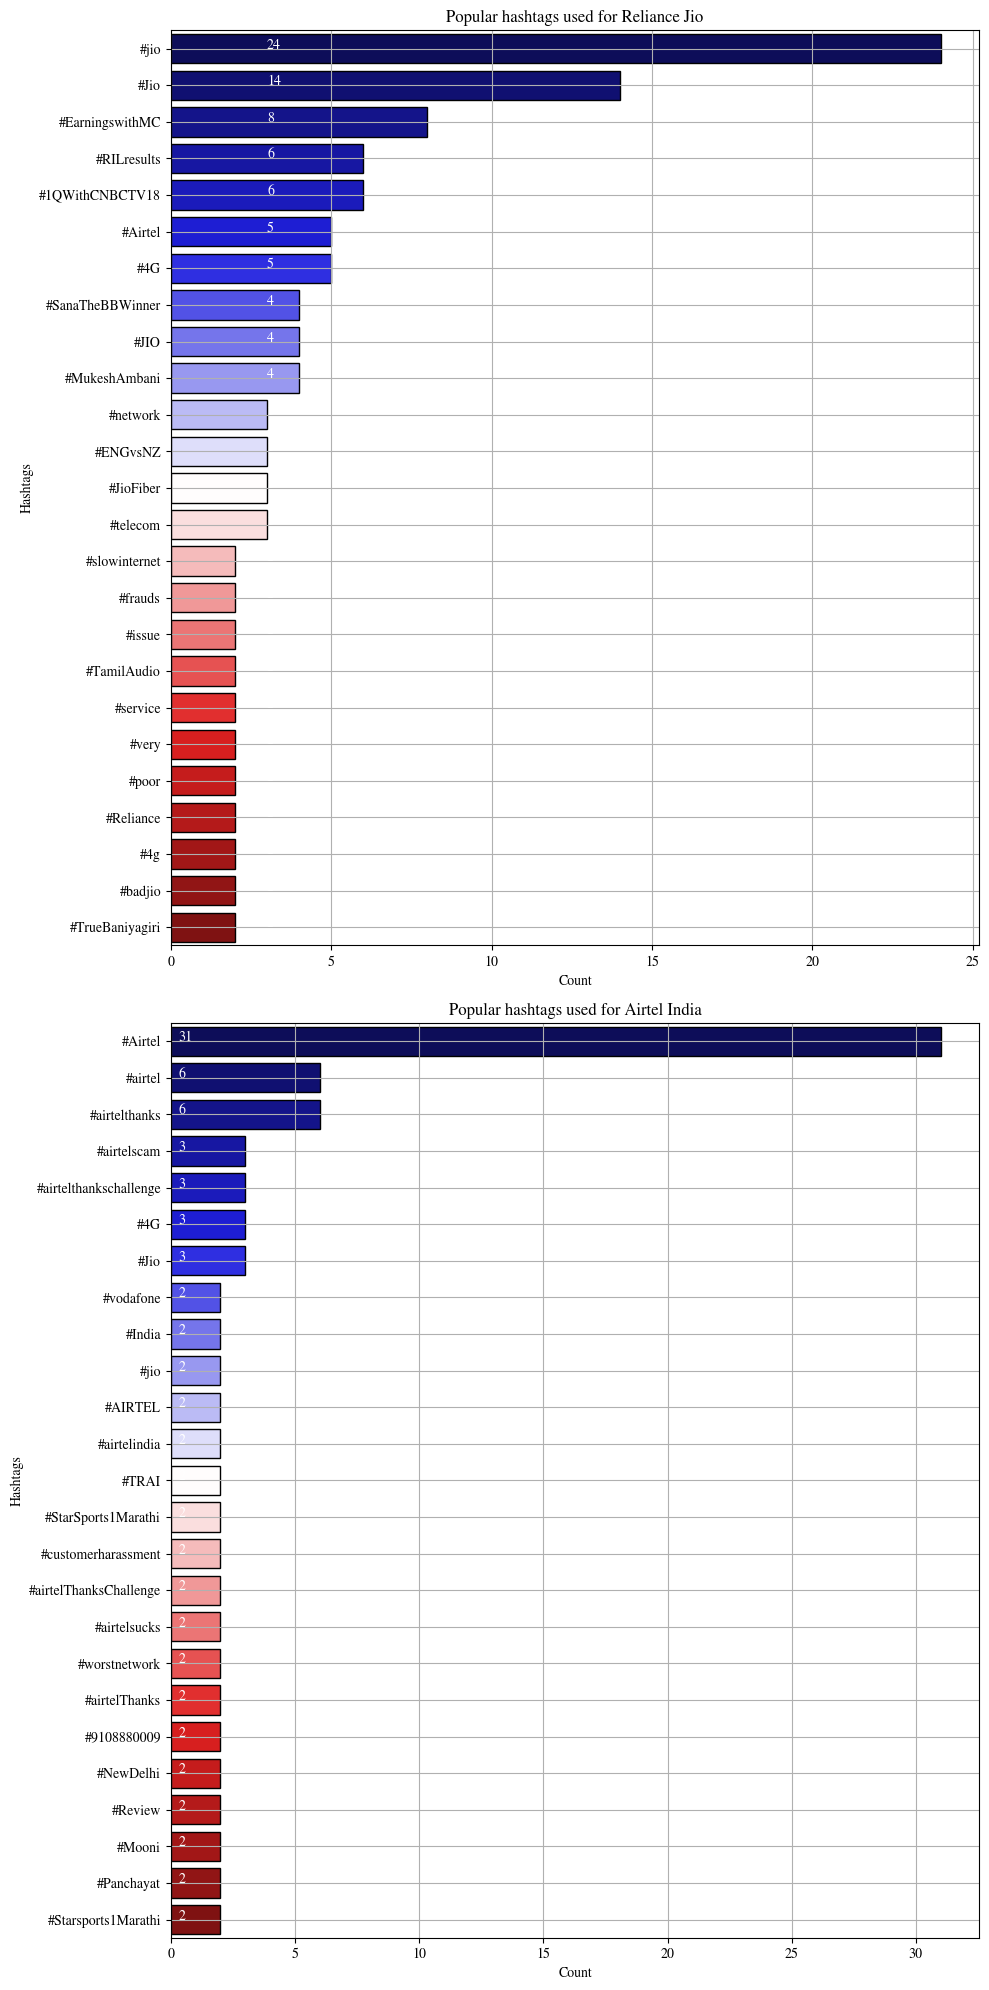 Popular hashtags used for Reliance Jio
#jio 24
#Jio 14
#EarningswithMC 8
#RILresults 6
#1QWithCNBCTV18 6
#Airtel 5
#4G 5
#SanaTheBBWinner 4
#JIO 4
#MukeshAmbani 4
#network
#ENGvsNZ
#JioFiber
#telecom
#slowinternet
#frauds
#issue
#TamilAudio
#service
#very
#poor
#Reliance
#4g
#badjio
#TrueBaniyagiri
Hashtags
0 5 10 15 20 25
Count
Popular hashtags used for Airtel India
#Airtel 31
#airtel 6
#airtelthanks 6
#airtelscam 3
#airtelthankschallenge 3
#4G 3
#Jio 3
#vodafone 2
#India 2
#jio 2
#AIRTEL 2
#airtelindia 2
#TRAI
#StarSports1Marathi 2
#customerharassment 2
#airtelThanksChallenge 2
#airtelsucks 2
#worstnetwork 2
#airtelThanks 2
#9108880009 2
#NewDelhi 2
#Review 2
#Mooni 2
#Panchayat 2
#Starsports1Marathi 2
Hashtags
0 5 10 15 20 25 30
Count